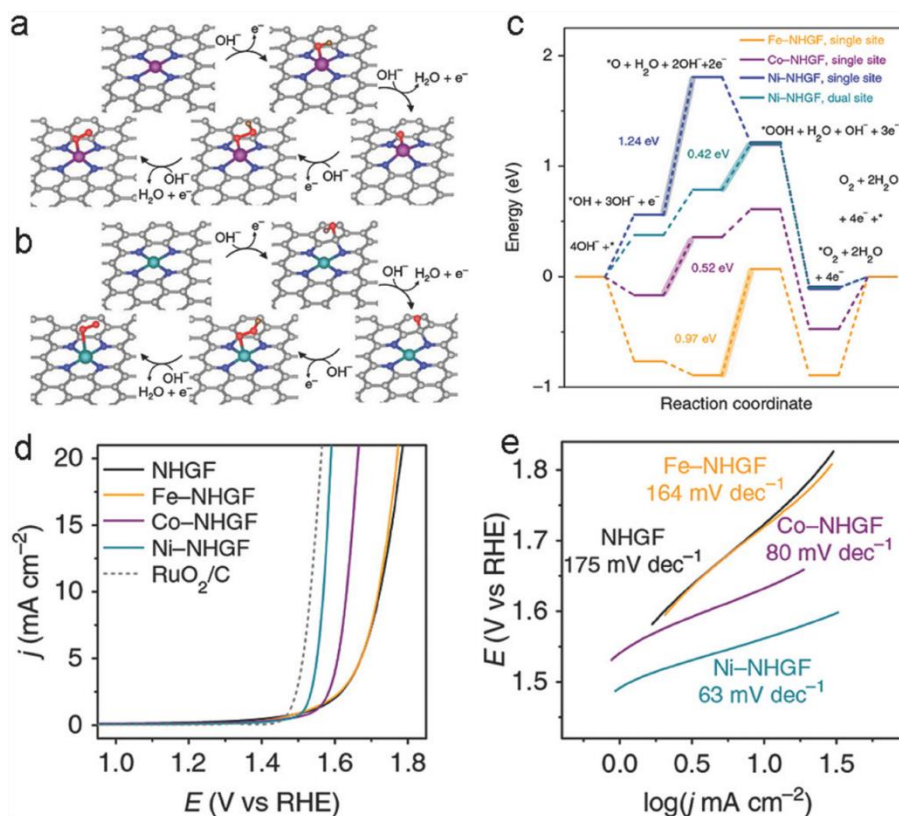 a
OH⁻
e⁻
OH⁻
H₂O + e⁻
OH⁻
H₂O + e⁻
OH⁻
e⁻
b
OH⁻
e⁻
OH⁻
H₂O + e⁻
OH⁻
H₂O + e⁻
OH⁻
e⁻
c
Energy (eV)
2
1
0
−1
Reaction coordinate
Fe–NHGF, single site
Co–NHGF, single site
Ni–NHGF, single site
Ni–NHGF, dual site
*O + H₂O + 2OH⁻+2e⁻
1.24 eV
0.42 eV
*OOH + H₂O + OH⁻ + 3e⁻
*OH + 3OH⁻ + e⁻
4OH⁻ +*
0.52 eV
0.97 eV
O₂ + 2H₂O
+ 4e⁻ +*
*O₂ + 2H₂O
+ 4e⁻
d
j (mA cm⁻²)
20
15
10
5
0
1.0
1.2
1.4
1.6
1.8
E (V vs RHE)
NHGF
Fe–NHGF
Co–NHGF
Ni–NHGF
RuO₂/C
e
E (V vs RHE)
1.8
1.7
1.6
1.5
0.0
0.5
1.0
1.5
log(j mA cm⁻²)
Fe–NHGF
164 mV dec⁻¹
NHGF
175 mV dec⁻¹
Co–NHGF
80 mV dec⁻¹
Ni–NHGF
63 mV dec⁻¹